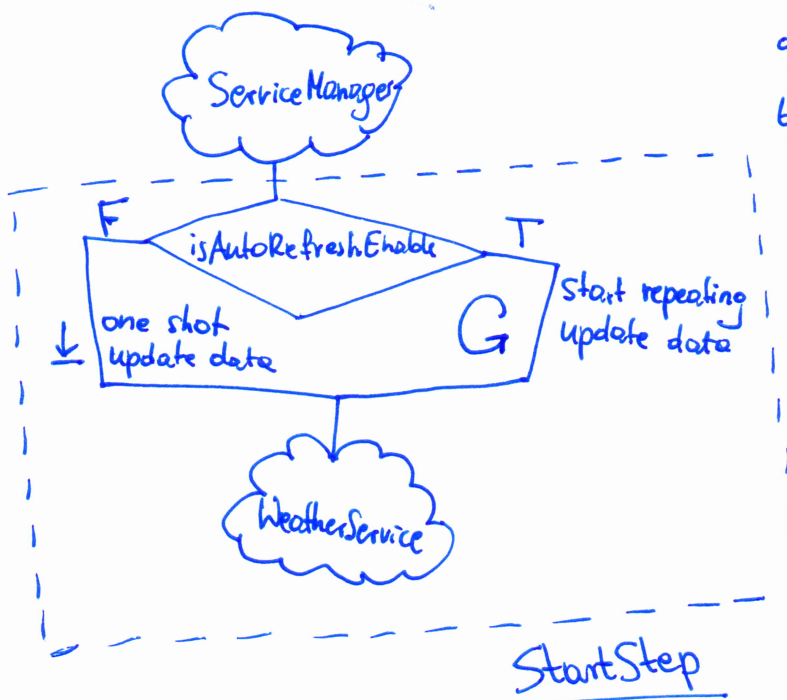 ServiceManager
F
isAutoRefreshEnable
T
one shot
update data
G
start repeating
update data
WeatherService
StartStep